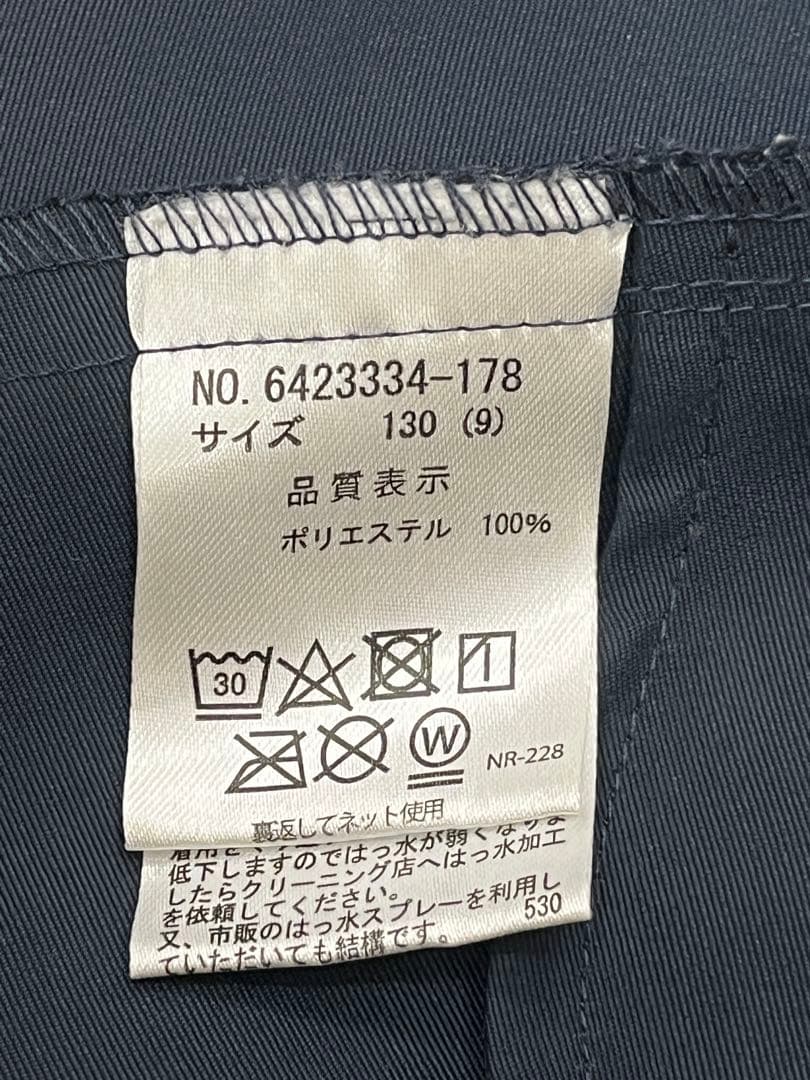 NO. 6423334-178
サイズ 130 (9)
品質表示
ポリエステル 100%
30
W
NR-228
裏返してネット使用
低下しますのではっ水が弱くなりま
したらクリーニング店へはっ水加工
を依頼してください。
又、市販のはっ水スプレーを利用し
ていただいても結構です。
530